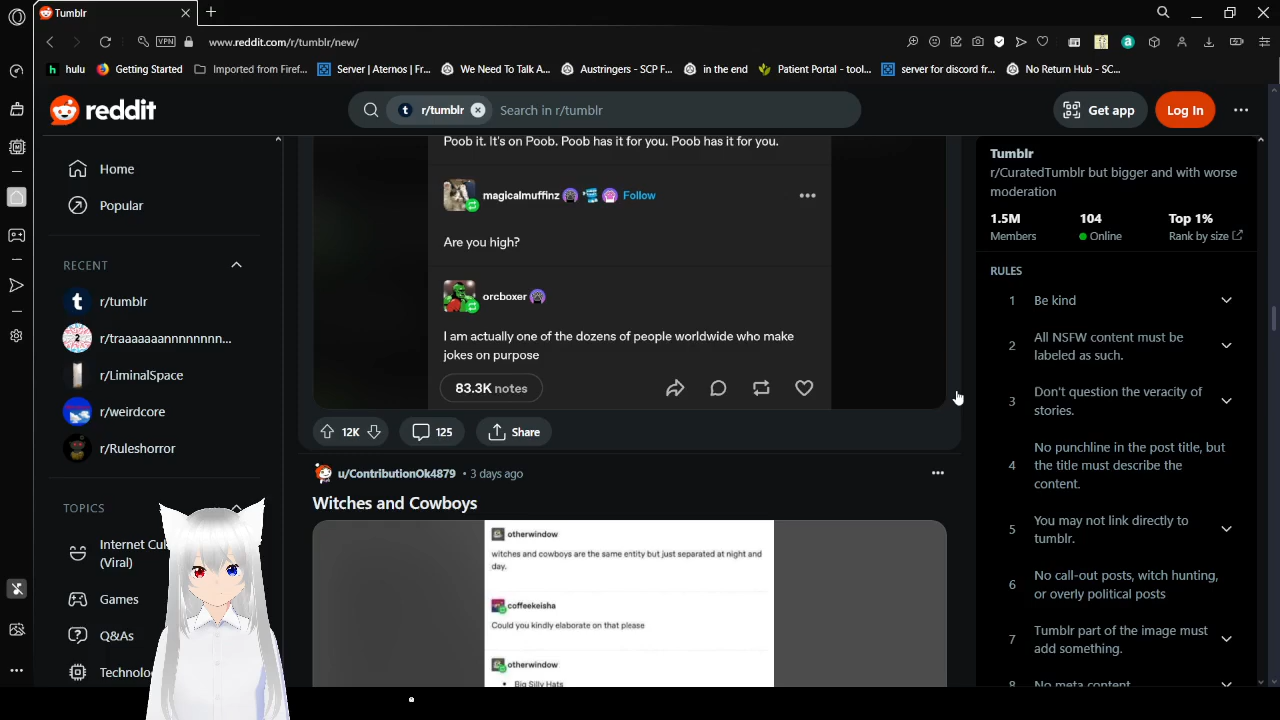 Tumblr
VPN
www.reddit.com/r/tumblr/new/
hulu
Getting Started
Imported from Firef...
Server | Aternos | Fr...
We Need To Talk A...
Austringers - SCP F...
in the end
Patient Portal - tool...
server for discord fr...
No Return Hub - SC...
reddit
r/tumblr
Search in r/tumblr
Get app
Log In
Home
Popular
RECENT
r/tumblr
r/traaaaaaannnnnnnn...
r/LiminalSpace
r/weirdcore
r/Ruleshorror
TOPICS
Internet Cul
(Viral)
Games
Q&As
Technolo
Poob it. It's on Poob. Poob has it for you. Poob has it for you.
magicalmuffinz
Follow
Are you high?
orcboxer
I am actually one of the dozens of people worldwide who make
jokes on purpose
83.3K notes
12K
125
Share
u/ContributionOk4879 • 3 days ago
Witches and Cowboys
otherwindow
witches and cowboys are the same entity but just separated at night and
day.
coffeekeisha
Could you kindly elaborate on that please
otherwindow
• Big Silly Hats
Tumblr
r/CuratedTumblr but bigger and with worse
moderation
1.5M
104
Top 1%
Members
Online
Rank by size
RULES
1 Be kind
2 All NSFW content must be
labeled as such.
3 Don't question the veracity of
stories.
4 No punchline in the post title, but
the title must describe the
content.
5 You may not link directly to
tumblr.
6 No call-out posts, witch hunting,
or overly political posts
7 Tumblr part of the image must
add something.
8 No meta content